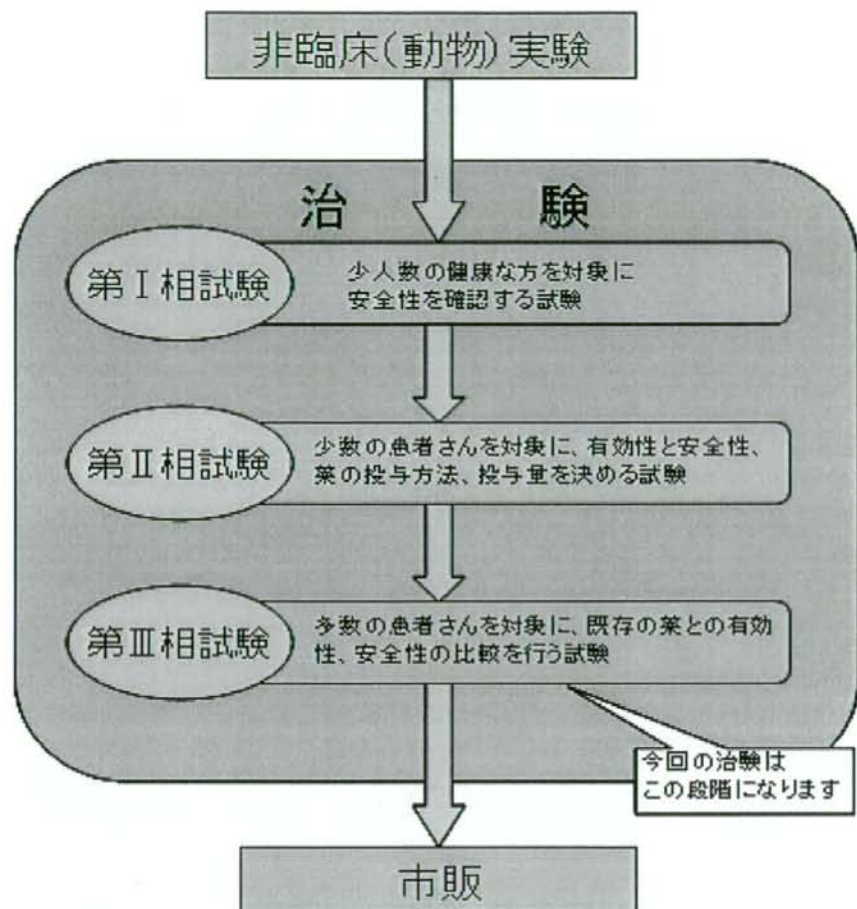 非臨床(動物)実験
治 験
第Ⅰ相試験
少人数の健康な方を対象に
安全性を確認する試験
第Ⅱ相試験
少数の患者さんを対象に、有効性と安全性、
薬の投与方法、投与量を決める試験
第Ⅲ相試験
多数の患者さんを対象に、既存の薬との有効
性、安全性の比較を行う試験
今回の治験は
この段階になります
市販